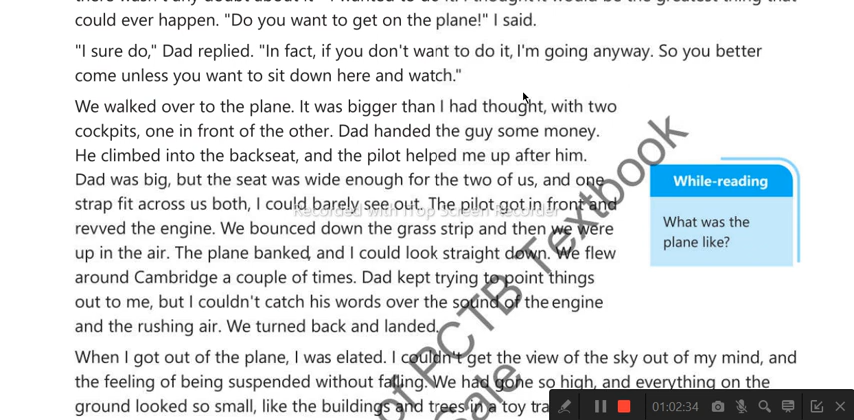 could ever happen. "Do you want to get on the plane!" I said.
"I sure do," Dad replied. "In fact, if you don't want to do it, I'm going anyway. So you better
come unless you want to sit down here and watch."
We walked over to the plane. It was bigger than I had thought, with two
cockpits, one in front of the other. Dad handed the guy some money.
He climbed into the backseat, and the pilot helped me up after him.
Dad was big, but the seat was wide enough for the two of us, and one
strap fit across us both, I could barely see out. The pilot got in front and
revved the engine. We bounced down the grass strip and then we were
up in the air. The plane banked, and I could look straight down. We flew
around Cambridge a couple of times. Dad kept trying to point things
out to me, but I couldn't catch his words over the sound of the engine
and the rushing air. We turned back and landed.
While-reading
What was the
plane like?
When I got out of the plane, I was elated. I couldn't get the view of the sky out of my mind, and
the feeling of being suspended without falling. We had gone so high, and everything on the
ground looked so small, like the buildings and trees in a toy
of PCTB Textbook
Recorded with iTop Screen Recorder
01:02:34